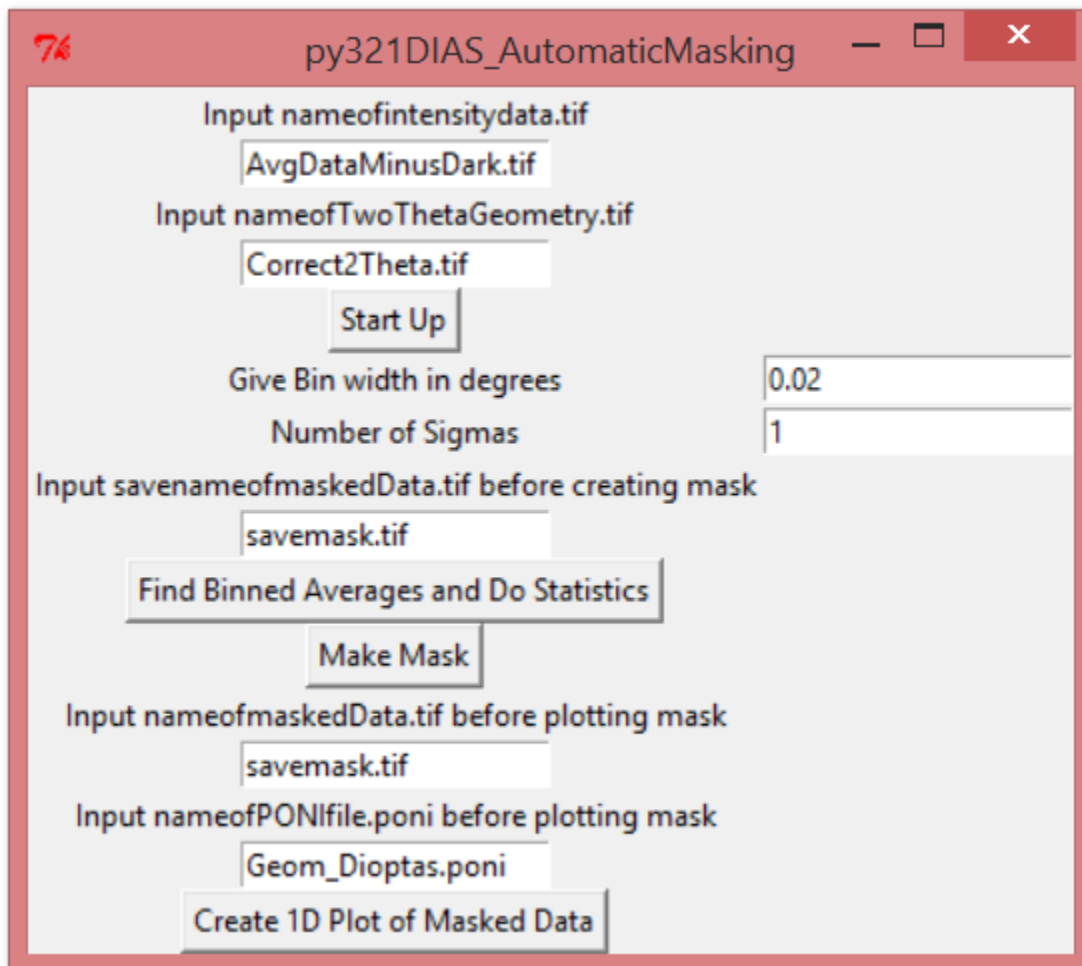 py321DIAS_AutomaticMasking
Input nameofintensitydata.tif
AvgDataMinusDark.tif
Input nameofTwoThetaGeometry.tif
Correct2Theta.tif
Start Up
Give Bin width in degrees 0.02
Number of Sigmas 1
Input savenameofmaskedData.tif before creating mask
savemask.tif
Find Binned Averages and Do Statistics
Make Mask
Input nameofmaskedData.tif before plotting mask
savemask.tif
Input nameofPONIfile.poni before plotting mask
Geom_Dioptas.poni
Create 1D Plot of Masked Data